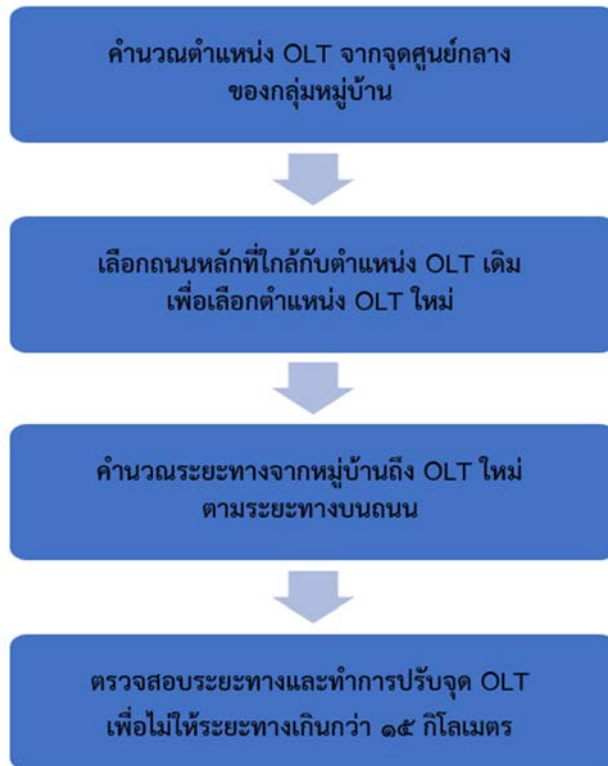 คำนวณตำแหน่ง OLT จากจุดศูนย์กลาง
ของกลุ่มหมู่บ้าน
เลือกถนนหลักที่ใกล้กับตำแหน่ง OLT เดิม
เพื่อเลือกตำแหน่ง OLT ใหม่
คำนวณระยะทางจากหมู่บ้านถึง OLT ใหม่
ตามระยะทางบนถนน
ตรวจสอบระยะทางและทำการปรับจุด OLT
เพื่อไม่ให้ระยะทางเกินกว่า ๑๕ กิโลเมตร